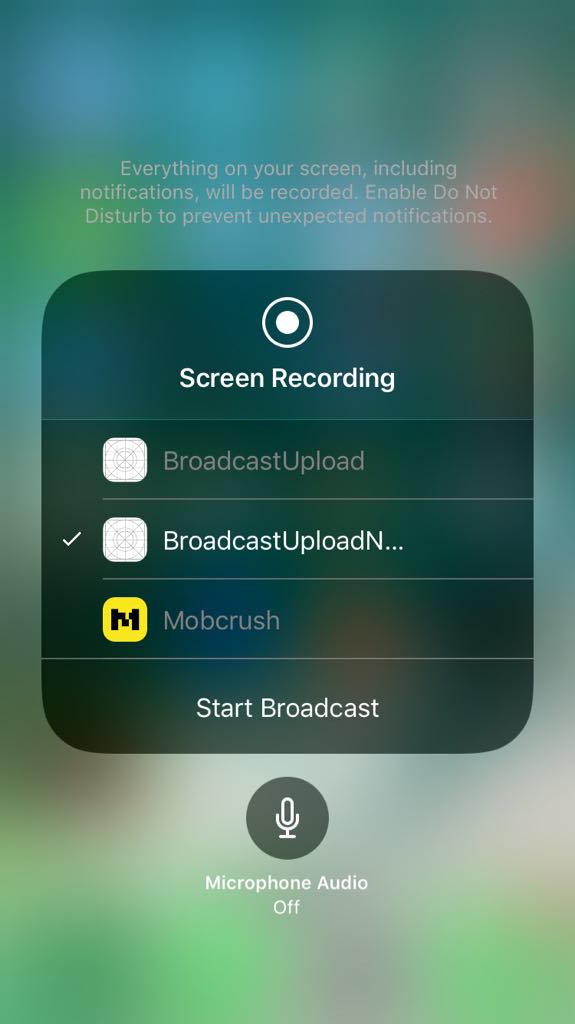 Everything on your screen, including
notifications, will be recorded. Enable Do Not
Disturb to prevent unexpected notifications.
Screen Recording
BroadcastUpload
BroadcastUploadN...
Mobcrush
Start Broadcast
Microphone Audio
Off